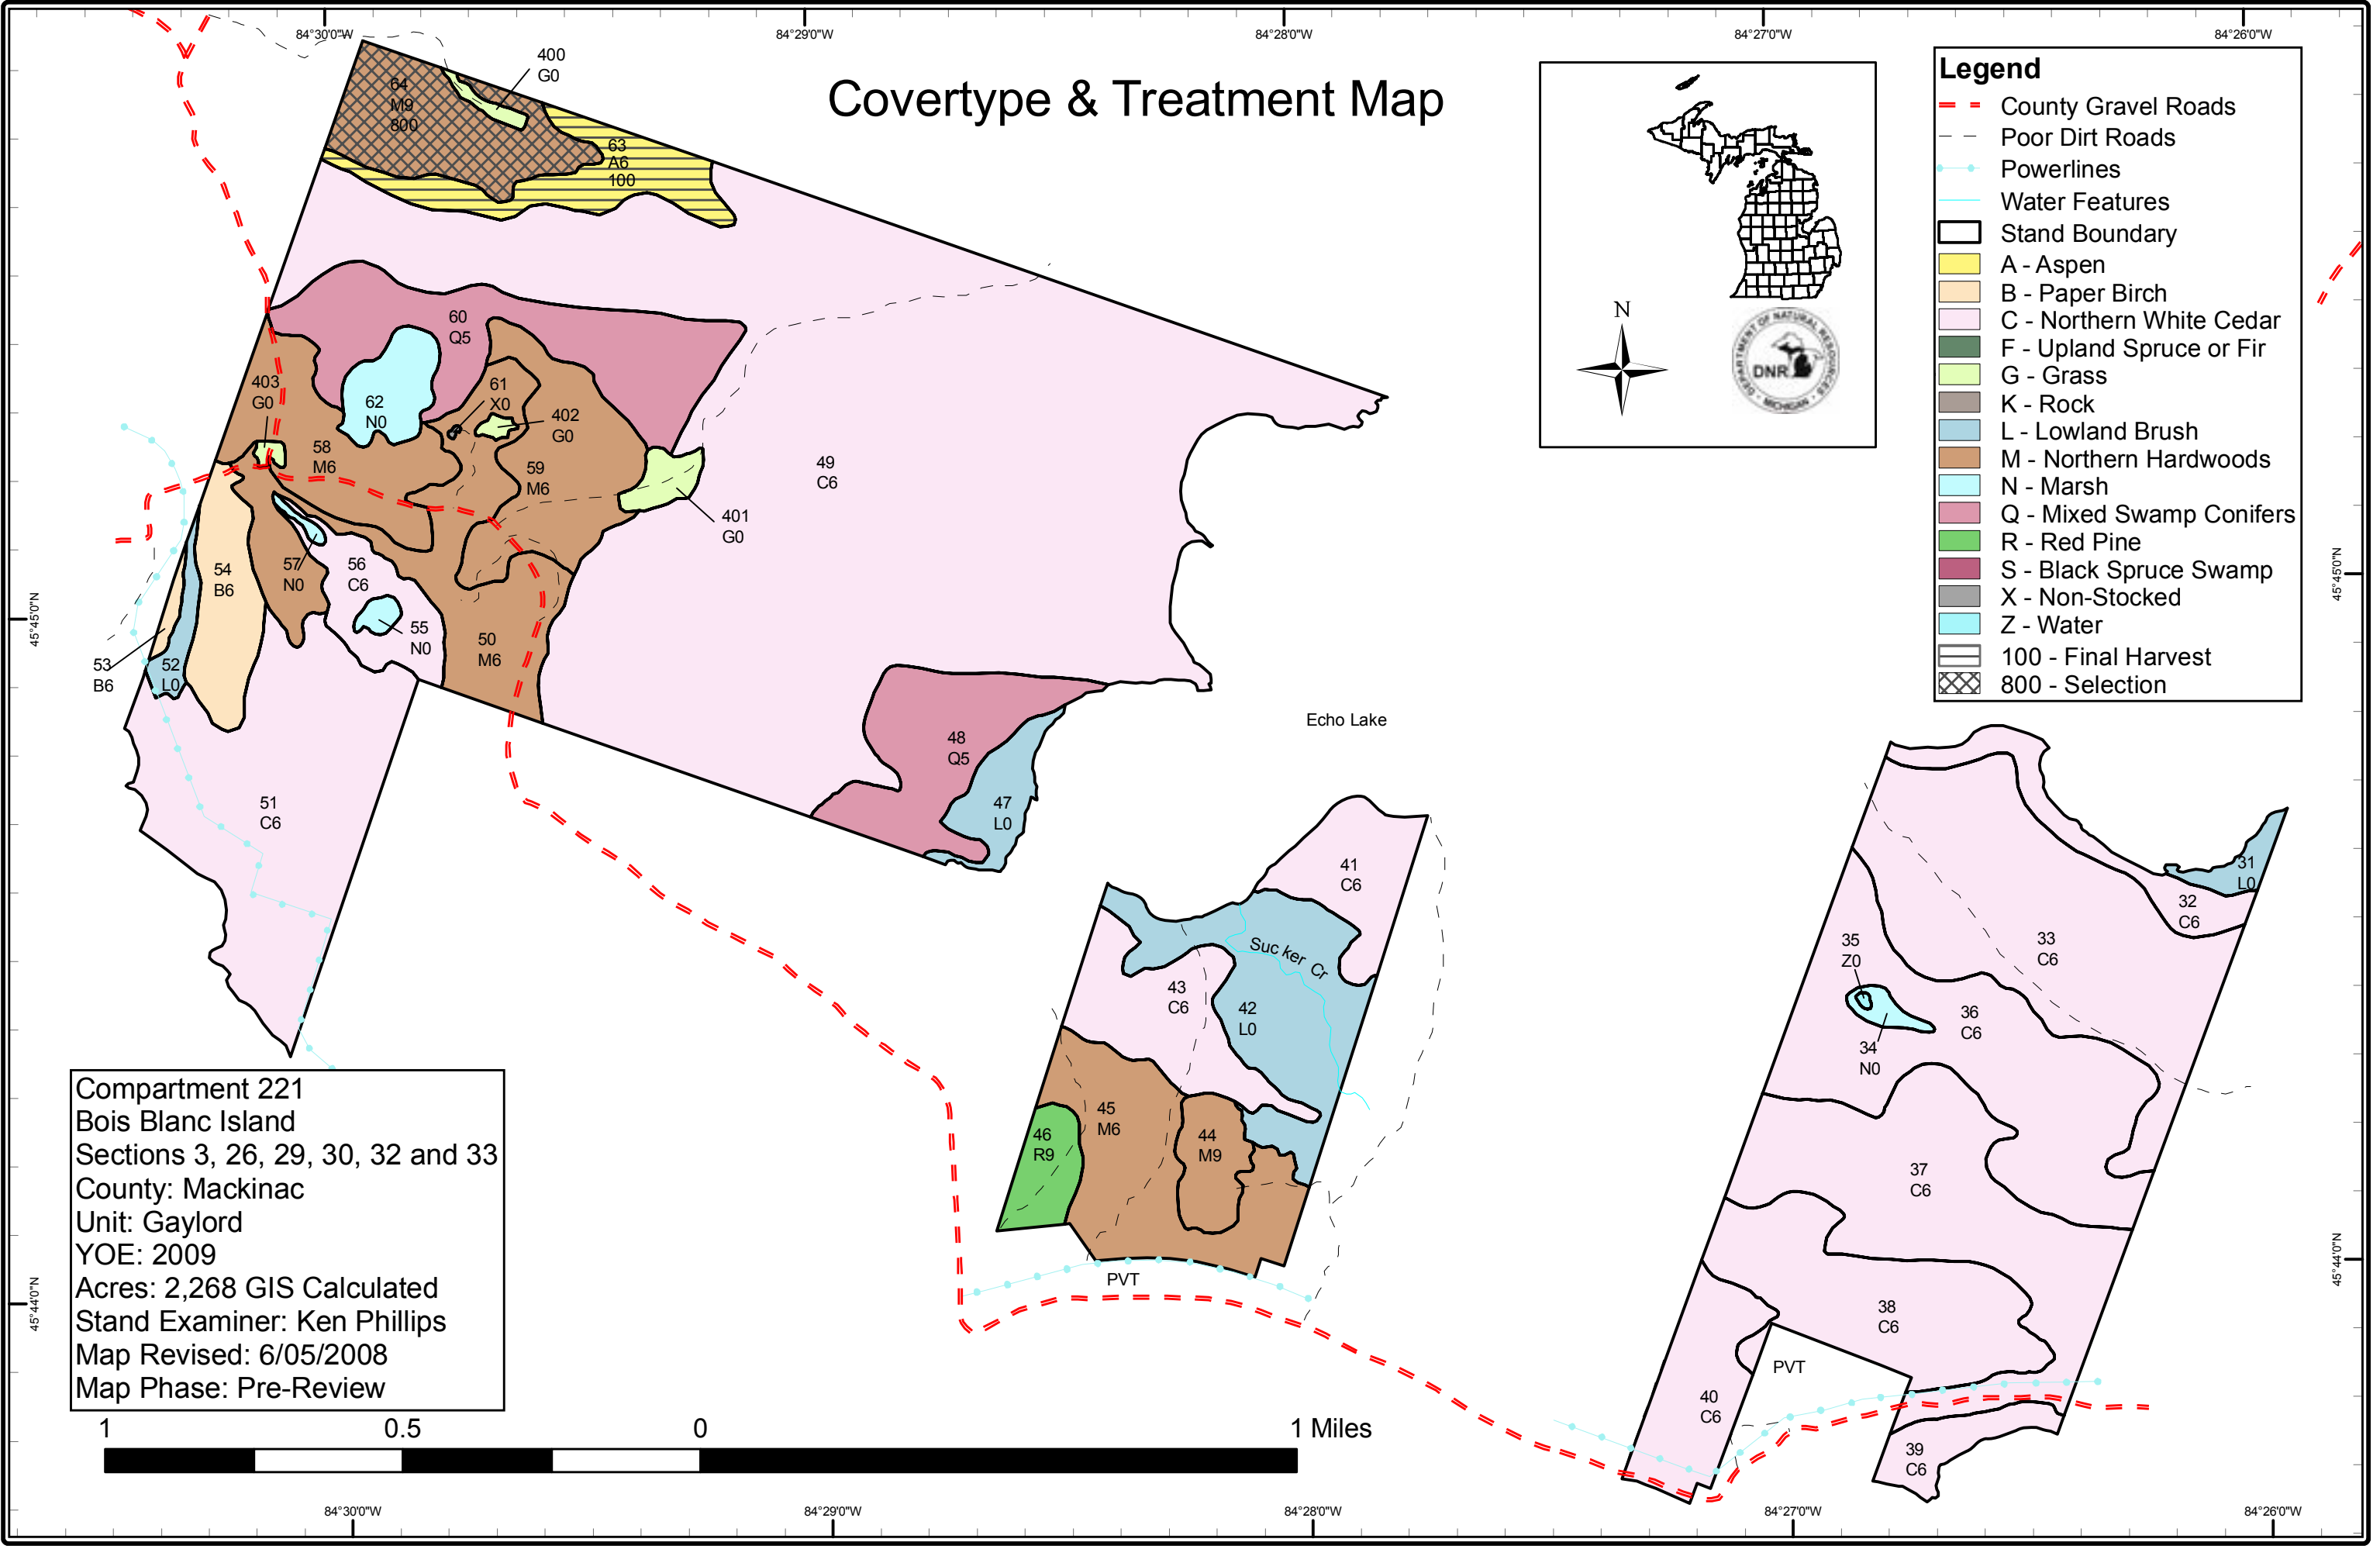 84°30'0"W
84°29'0"W
84°28'0"W
84°27'0"W
84°26'0"W
Covertype & Treatment Map
400
G0
64
M9
800
63
A6
100
60
Q5
403
G0
61
X0
62
N0
402
G0
58
M6
59
M6
49
C6
401
G0
54
B6
57
N0
56
C6
55
N0
50
M6
53
B6
52
L0
51
C6
48
Q5
47
L0
Echo Lake
41
C6
Sucker Cr
43
C6
42
L0
45
M6
46
R9
44
M9
PVT
31
L0
32
C6
33
C6
35
Z0
36
C6
34
N0
37
C6
38
C6
PVT
40
C6
39
C6
N
DEPARTMENT OF NATURAL RESOURCES
DNR
MICHIGAN
Legend
County Gravel Roads
Poor Dirt Roads
Powerlines
Water Features
Stand Boundary
A - Aspen
B - Paper Birch
C - Northern White Cedar
F - Upland Spruce or Fir
G - Grass
K - Rock
L - Lowland Brush
M - Northern Hardwoods
N - Marsh
Q - Mixed Swamp Conifers
R - Red Pine
S - Black Spruce Swamp
X - Non-Stocked
Z - Water
100 - Final Harvest
800 - Selection
45°45'0"N
45°45'0"N
45°44'0"N
45°44'0"N
Compartment 221
Bois Blanc Island
Sections 3, 26, 29, 30, 32 and 33
County: Mackinac
Unit: Gaylord
YOE: 2009
Acres: 2,268 GIS Calculated
Stand Examiner: Ken Phillips
Map Revised: 6/05/2008
Map Phase: Pre-Review
1 0.5 0 1 Miles
84°30'0"W
84°29'0"W
84°28'0"W
84°27'0"W
84°26'0"W